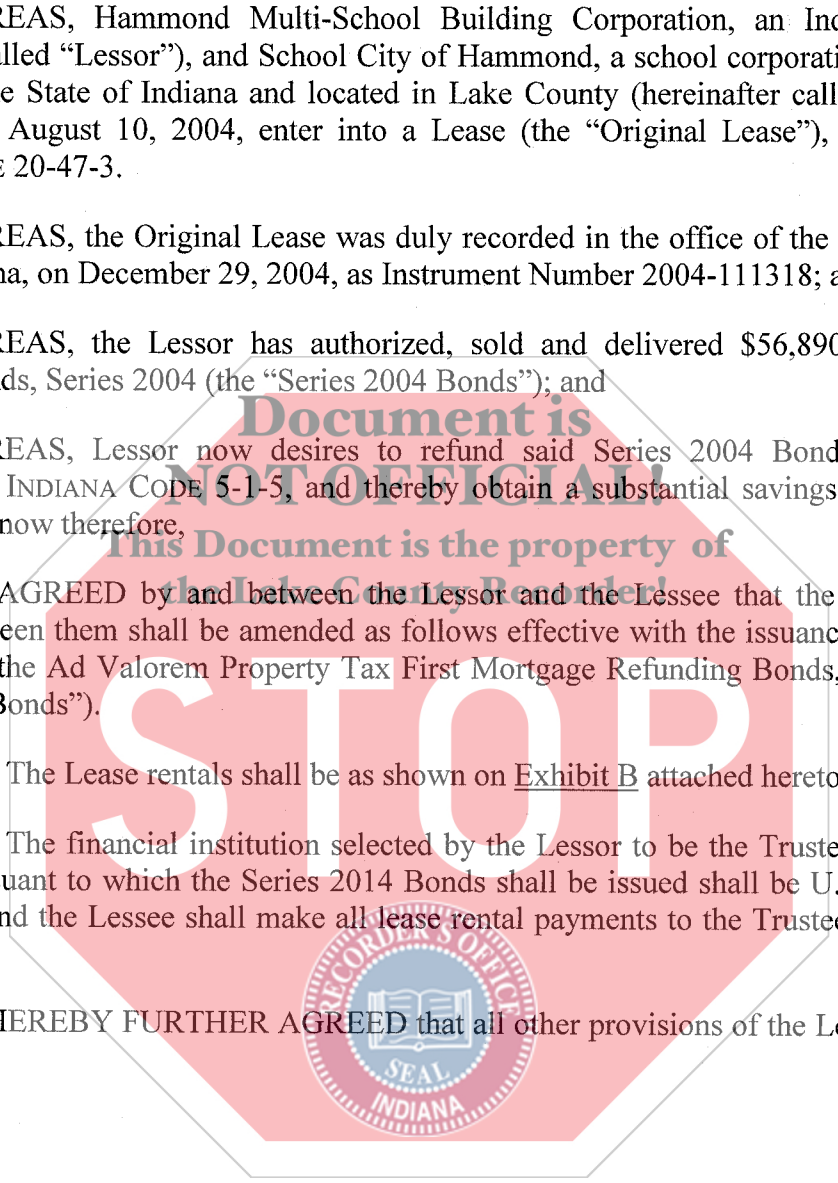 REAS, Hammond Multi-School Building Corporation, an Ind
lled “Lessor”), and School City of Hammond, a school corporati
e State of Indiana and located in Lake County (hereinafter call
August 10, 2004, enter into a Lease (the “Original Lease”),
E 20-47-3.
REAS, the Original Lease was duly recorded in the office of the
na, on December 29, 2004, as Instrument Number 2004-111318; a
REAS, the Lessor has authorized, sold and delivered $56,890
ds, Series 2004 (the “Series 2004 Bonds”); and
Document is
REAS, Lessor now desires to refund said Series 2004 Bond
NOT OFFICIAL!
INDIANA CODE 5-1-5, and thereby obtain a substantial savings
now therefore,
This Document is the property of
the Lake County Recorder!
AGREED by and between the Lessor and the Lessee that the
een them shall be amended as follows effective with the issuanc
the Ad Valorem Property Tax First Mortgage Refunding Bonds,
Bonds”).
STOP
The Lease rentals shall be as shown on Exhibit B attached hereto
The financial institution selected by the Lessor to be the Truste
uant to which the Series 2014 Bonds shall be issued shall be U.
nd the Lessee shall make all lease rental payments to the Trustee
RECORDER'S OFFICE
HEREBY FURTHER AGREED that all other provisions of the Le
SEAL
INDIANA